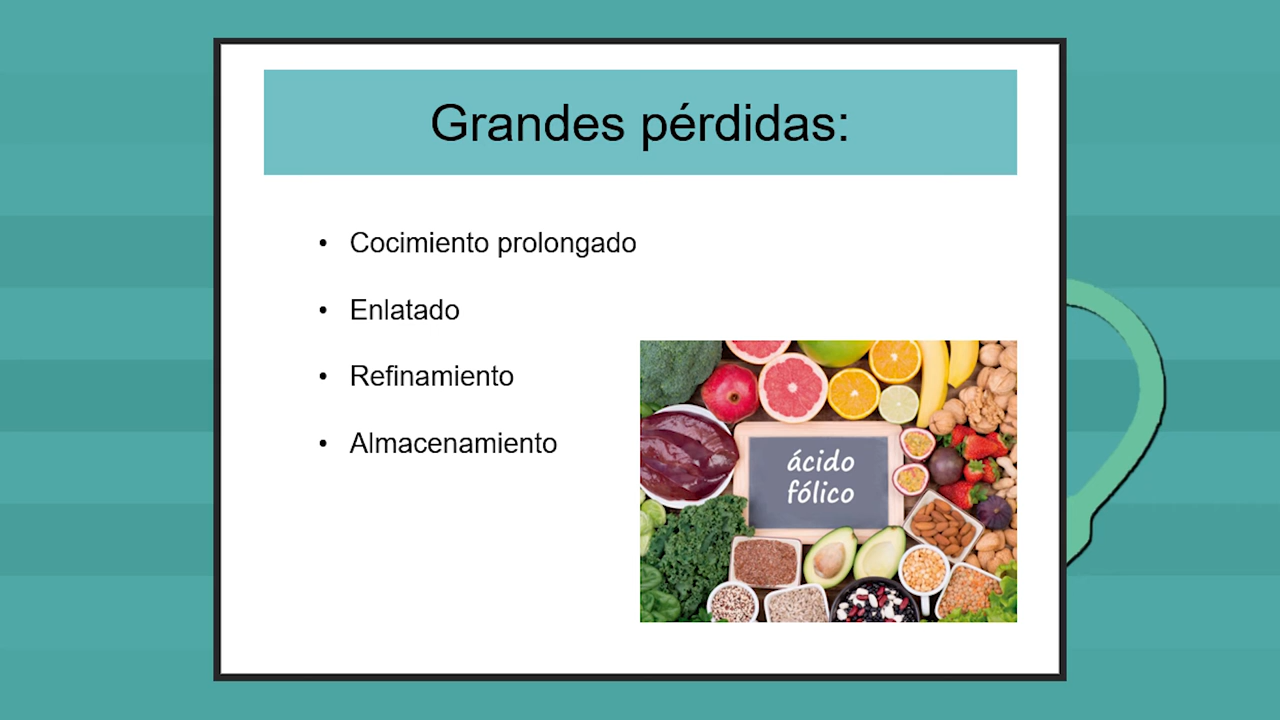 Grandes pérdidas:
• Cocimiento prolongado
• Enlatado
• Refinamiento
• Almacenamiento
ácido
fólico